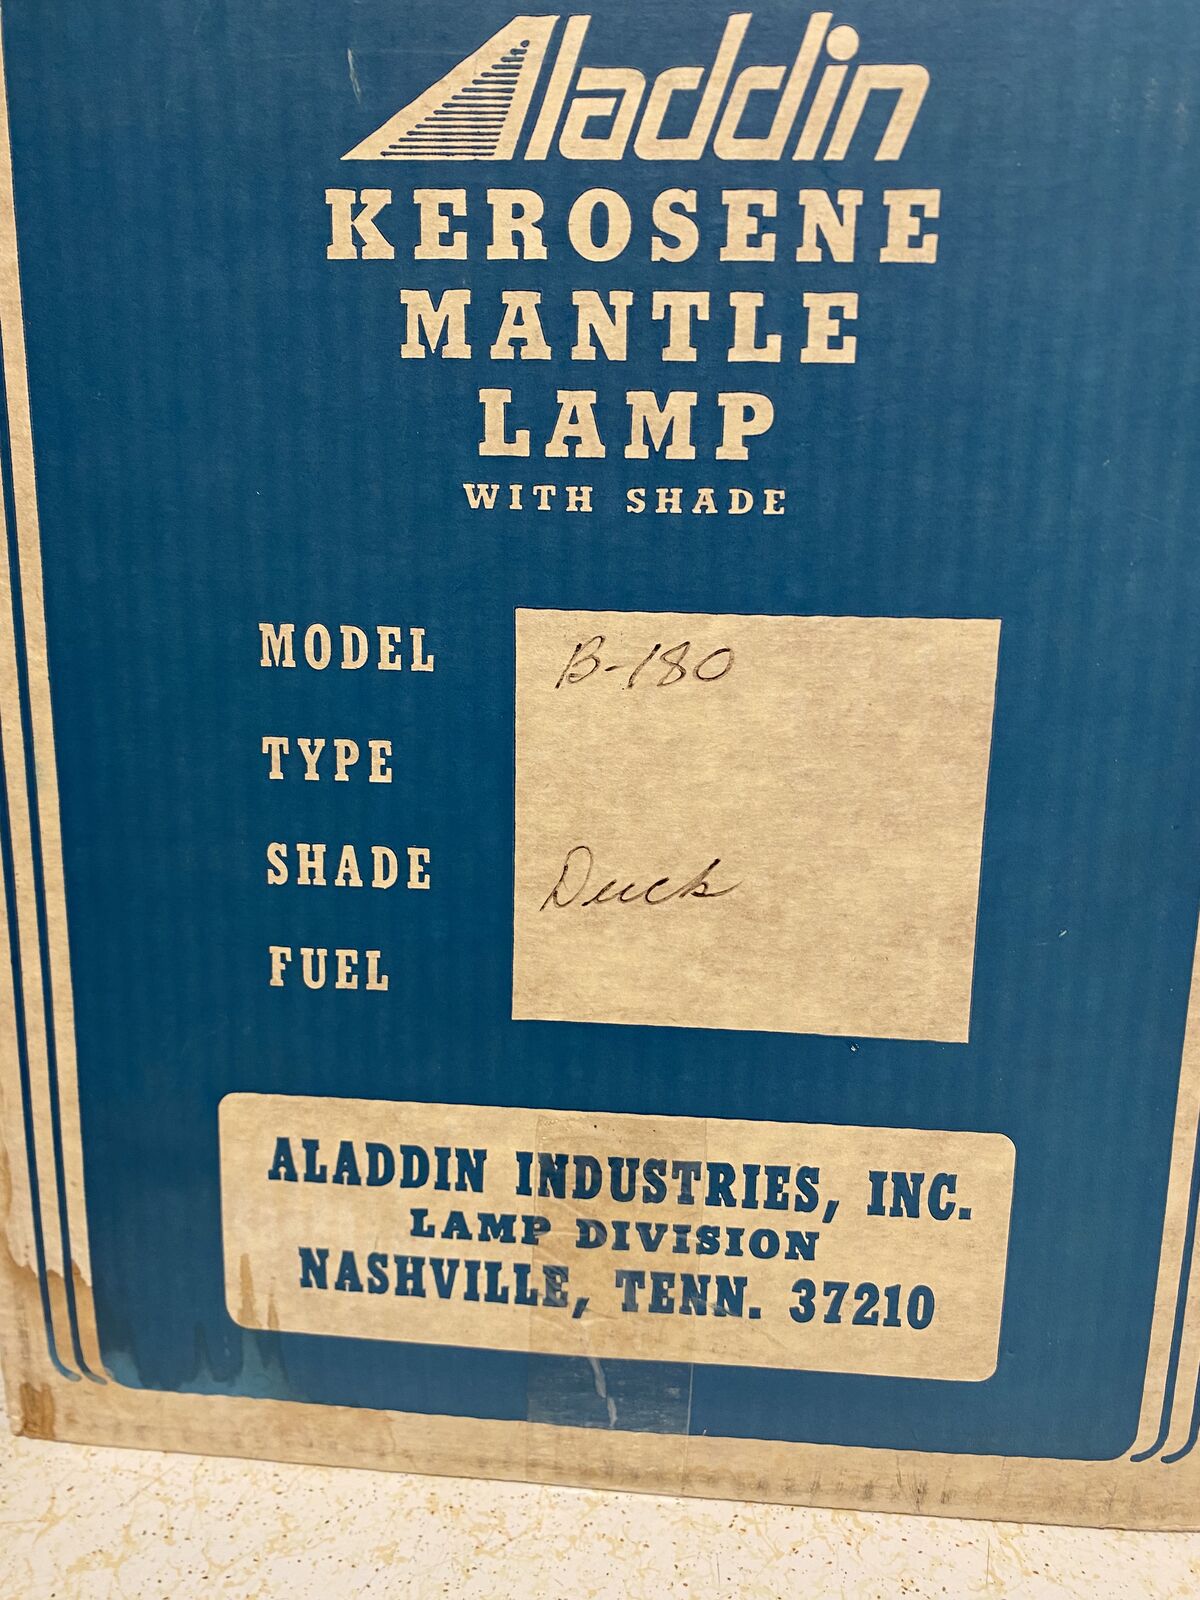 Aladdin
KEROSENE
MANTLE
LAMP
WITH SHADE
MODEL B-180
TYPE
SHADE Duck
FUEL
ALADDIN INDUSTRIES, INC.
LAMP DIVISION
NASHVILLE, TENN. 37210